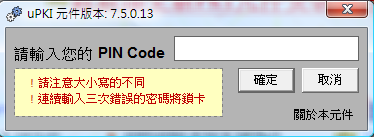 uPKI 元件版本: 7.5.0.13
請輸入您的 PIN Code
！請注意大小寫的不同
！連續輸入三次錯誤的密碼將鎖卡
確定 取消
關於本元件